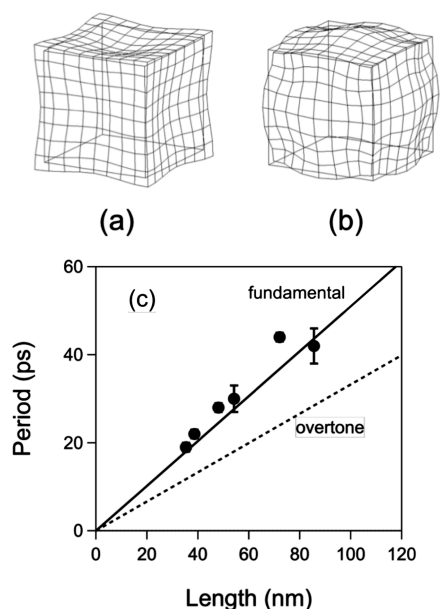 (a)
(b)
60
(c)
fundamental
40
Period (ps)
20
overtone
0
0 20 40 60 80 100 120
Length (nm)